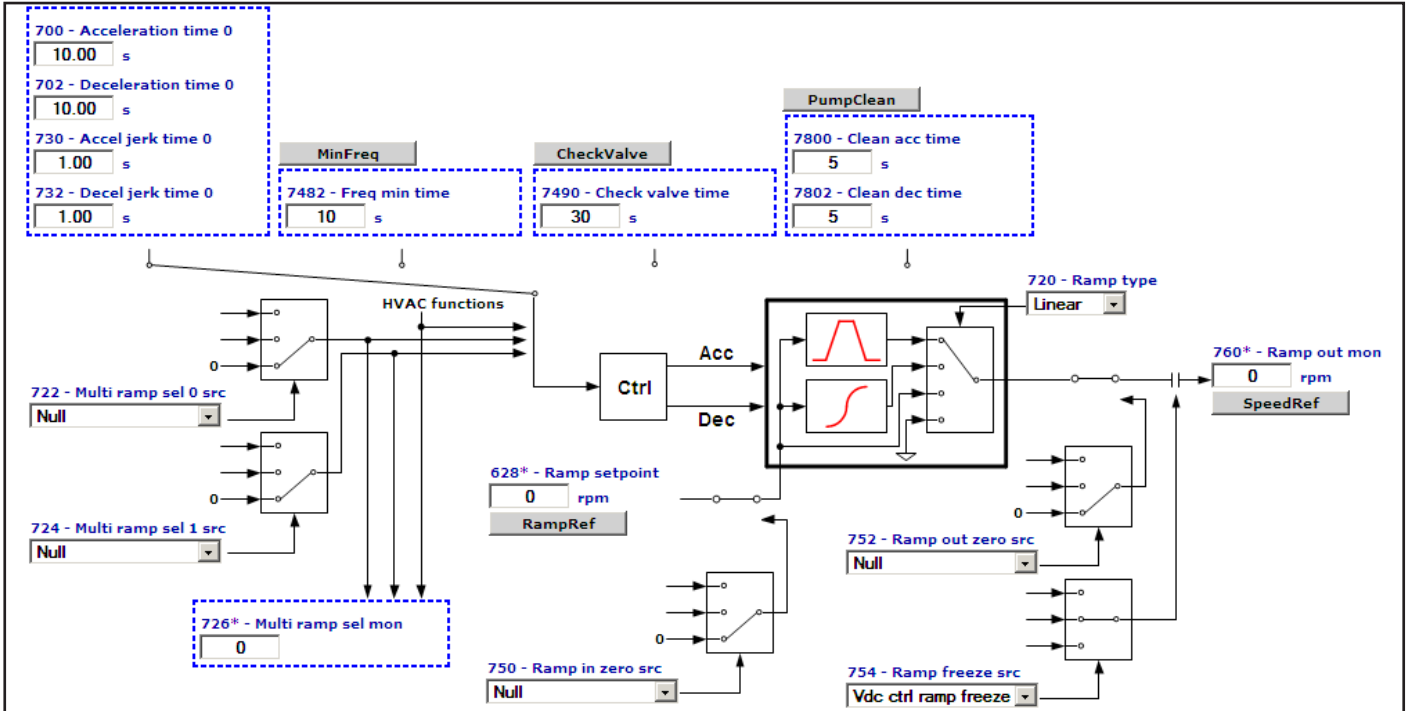 700 - Acceleration time 0
10.00 s
702 - Deceleration time 0
10.00 s
730 - Accel jerk time 0
1.00 s
732 - Decel jerk time 0
1.00 s
MinFreq
7482 - Freq min time
10 s
CheckValve
7490 - Check valve time
30 s
PumpClean
7800 - Clean acc time
5 s
7802 - Clean dec time
5 s
HVAC functions
720 - Ramp type
Linear
0
722 - Multi ramp sel 0 src
Null
0
724 - Multi ramp sel 1 src
Null
726* - Multi ramp sel mon
0
Ctrl
Acc
Dec
628* - Ramp setpoint
0 rpm
RampRef
0
750 - Ramp in zero src
Null
760* - Ramp out mon
0 rpm
SpeedRef
0
752 - Ramp out zero src
Null
754 - Ramp freeze src
Vdc ctrl ramp freeze